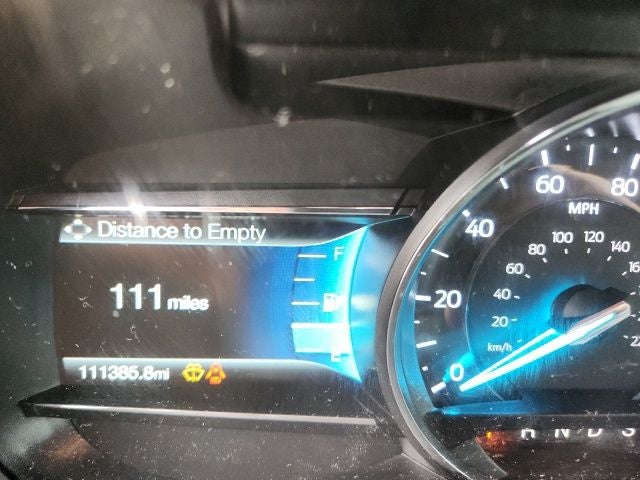 Distance to Empty
F
111 miles
E
111385.8mi
0 20 40 60 80
MPH
20 40 60 80 100 120 140
km/h
N D S